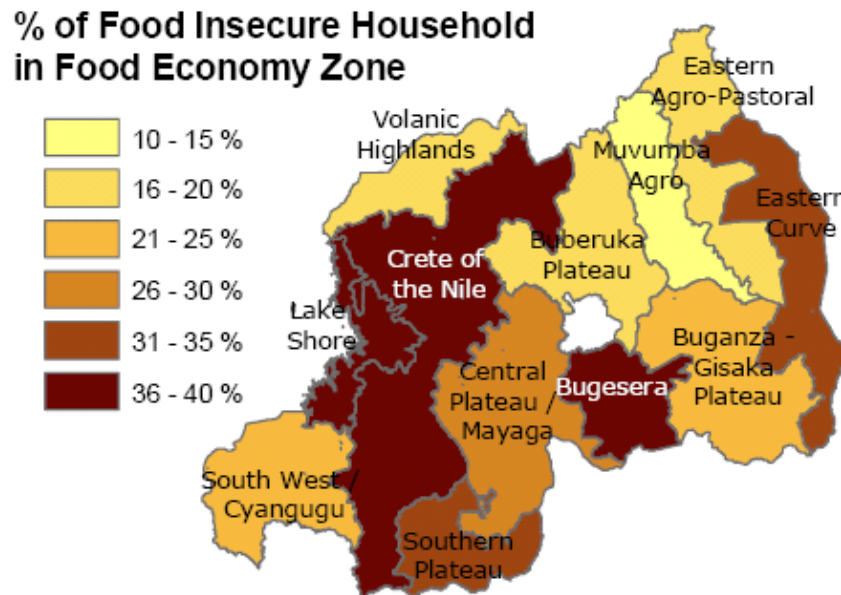 % of Food Insecure Household
in Food Economy Zone
10 - 15 %
16 - 20 %
21 - 25 %
26 - 30 %
31 - 35 %
36 - 40 %
Volanic
Highlands
Eastern
Agro-Pastoral
Muvumba
Agro
Eastern
Curve
Buberuka
Plateau
Crete of
the Nile
Lake
Shore
Buganza -
Gisaka
Plateau
Central
Plateau /
Mayaga
Bugesera
South West /
Cyangugu
Southern
Plateau